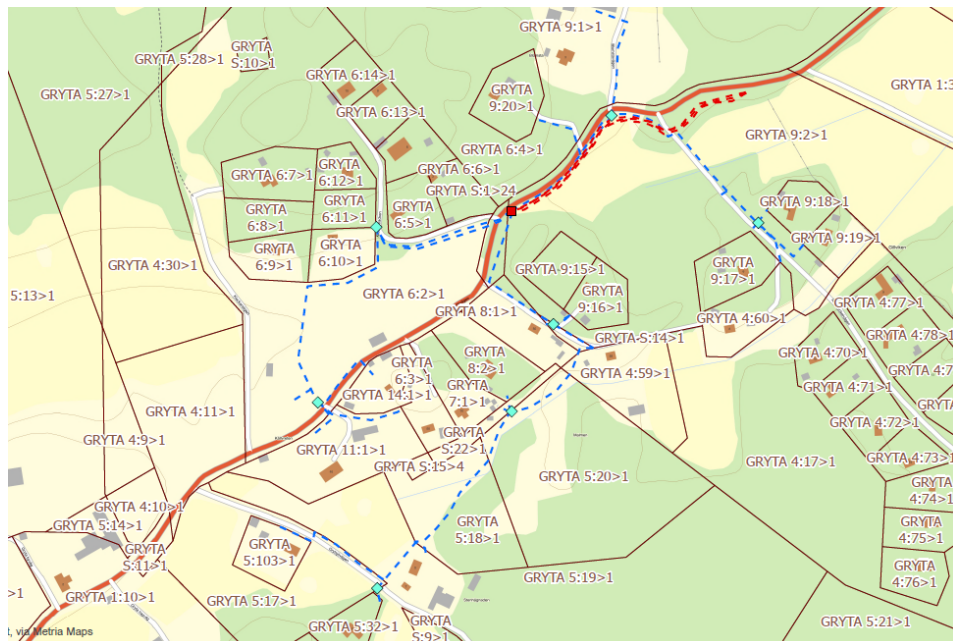 GRYTA 9:1>1
GRYTA
S:10>1
GRYTA 5:28>1
GRYTA 6:14>1
GRYTA 5:27>1
GRYTA 1:3
GRYTA
9:20>1
GRYTA 6:13>1
GRYTA 9:2>1
GRYTA 6:4>1
GRYTA 6:6>1
GRYTA 6:7>1
GRYTA
6:12>1
GRYTA S:1>24
GRYTA 9:18>1
GRYTA
6:8>1
GRYTA
6:11>1
GRYTA
6:5>1
GRYTA 9:19>1
GRYTA
6:9>1
GRYTA
6:10>1
GRYTA 4:30>1
GRYTA 9:15>1
GRYTA
9:17>1
5:13>1
GRYTA 6:2>1
GRYTA
9:16>1
GRYTA 4:77>1
GRYTA 8:1>1
GRYTA 4:60>1
GRYTA 4:78>1
GRYTA S:14>1
GRYTA 4:70>1
GRYTA
8:2>1
GRYTA 4:7
GRYTA
6:3>1
GRYTA 4:59>1
GRYTA 4:71>1
GRYTA 14:1>1
GRYTA
7:1>1
GRYTA
GRYTA 4:11>1
GRYTA 4:72>1
GRYTA 4:9>1
GRYTA
S:22>1
GRYTA 11:1>1
GRYTA 4:73>1
GRYTA S:15>4
GRYTA 4:17>1
GRYTA 5:20>1
GRYTA
4:74>1
GRYTA 4:10>1
GRYTA 5:14>1
GRYTA
5:18>1
GRYTA
4:75>1
GRYTA
S:11>1
GRYTA
5:103>1
GRYTA
4:76>1
GRYTA 5:19>1
GRYTA 1:10>1
GRYTA 5:17>1
GRYTA 5:32>1
GRYTA
S:9>1
GRYTA 5:21>1
t, via Metria Maps